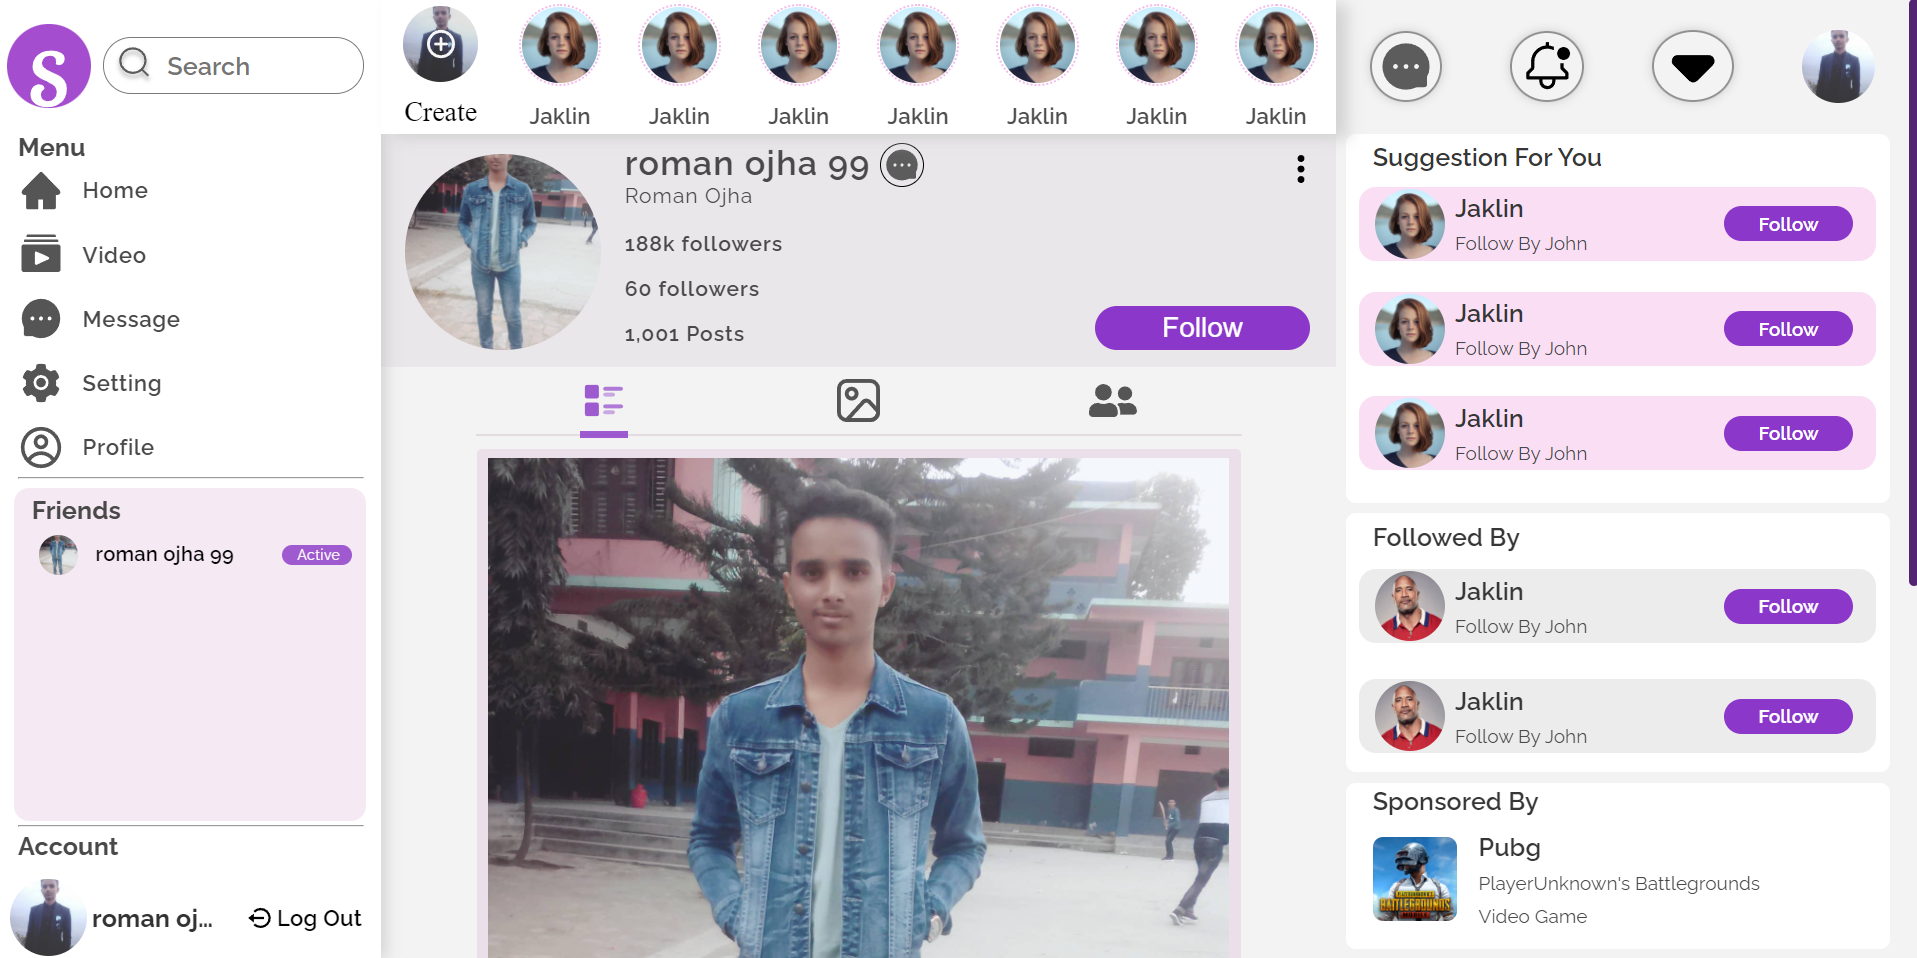 S
Search
Menu
Home
Video
Message
Setting
Profile
Friends
roman ojha 99
Active
Account
roman oj...
Log Out
Create
Jaklin
Jaklin
Jaklin
Jaklin
Jaklin
Jaklin
Jaklin
roman ojha 99
Roman Ojha
188k followers
60 followers
1,001 Posts
Follow
Suggestion For You
Jaklin
Follow By John
Follow
Jaklin
Follow By John
Follow
Jaklin
Follow By John
Follow
Followed By
Jaklin
Follow By John
Follow
Jaklin
Follow By John
Follow
Sponsored By
BATTLEGROUNDS
Pubg
PlayerUnknown's Battlegrounds
Video Game